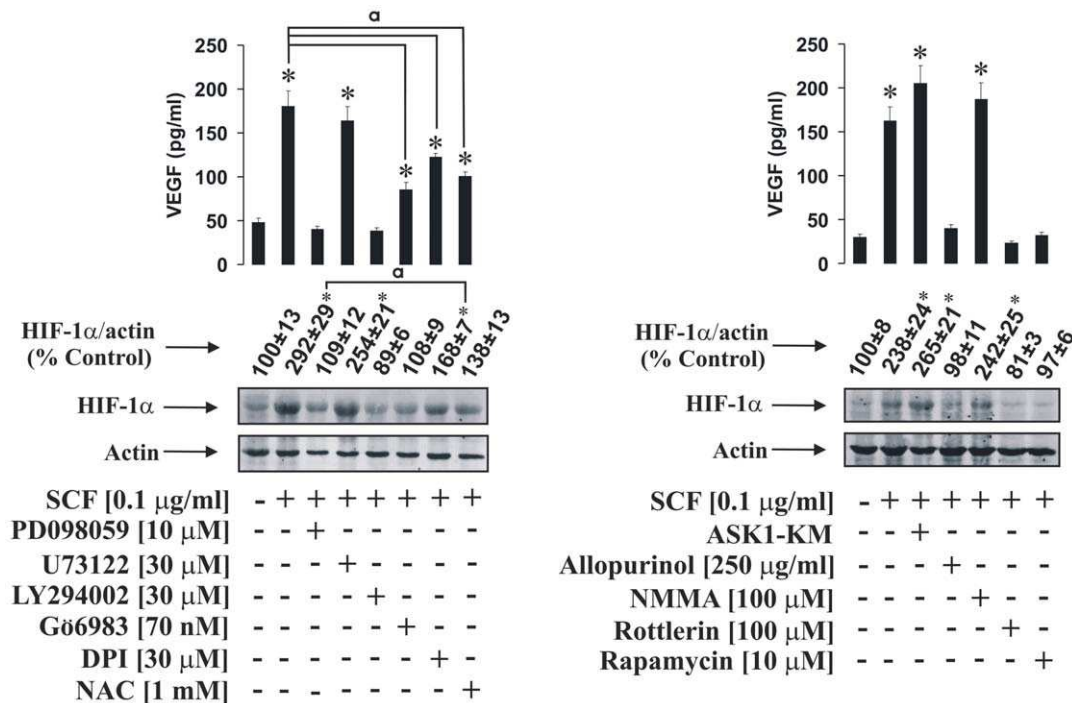 a
250
200
150
100
50
0
VEGF (pg/ml)
* * * * *
a
HIF-1α/actin
(% Control)
100±13 292±29* 109±12 254±21* 89±6 108±9 168±7* 138±13
HIF-1α
Actin
SCF [0.1 μg/ml] - + + + + + + +
PD098059 [10 μM] - - + - - - - -
U73122 [30 μM] - - - + - - - -
LY294002 [30 μM] - - - - + - - -
Gö6983 [70 nM] - - - - - + - -
DPI [30 μM] - - - - - - + -
NAC [1 mM] - - - - - - - +
250
200
150
100
50
0
VEGF (pg/ml)
* * *
HIF-1α/actin
(% Control)
100±8 238±24* 265±21* 98±11 242±25* 81±3 97±6
HIF-1α
Actin
SCF [0.1 μg/ml] - + + + + + +
ASK1-KM - - + - - - -
Allopurinol [250 μg/ml] - - - + - - -
NMMA [100 μM] - - - - + - -
Rottlerin [100 μM] - - - - - + -
Rapamycin [10 μM] - - - - - - +